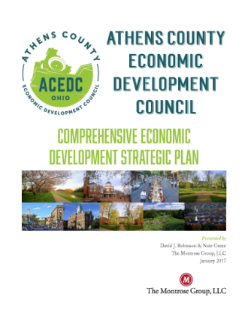 ATHENS COUNTY
ACEDC
OHIO
ECONOMIC DEVELOPMENT COUNCIL
ATHENS COUNTY
ECONOMIC
DEVELOPMENT
COUNCIL
COMPREHENSIVE ECONOMIC
DEVELOPMENT STRATEGIC PLAN
Presented by
David J. Robinson & Nate Green
The Montrose Group, LLC
January 2017
M
The Montrose Group, LLC